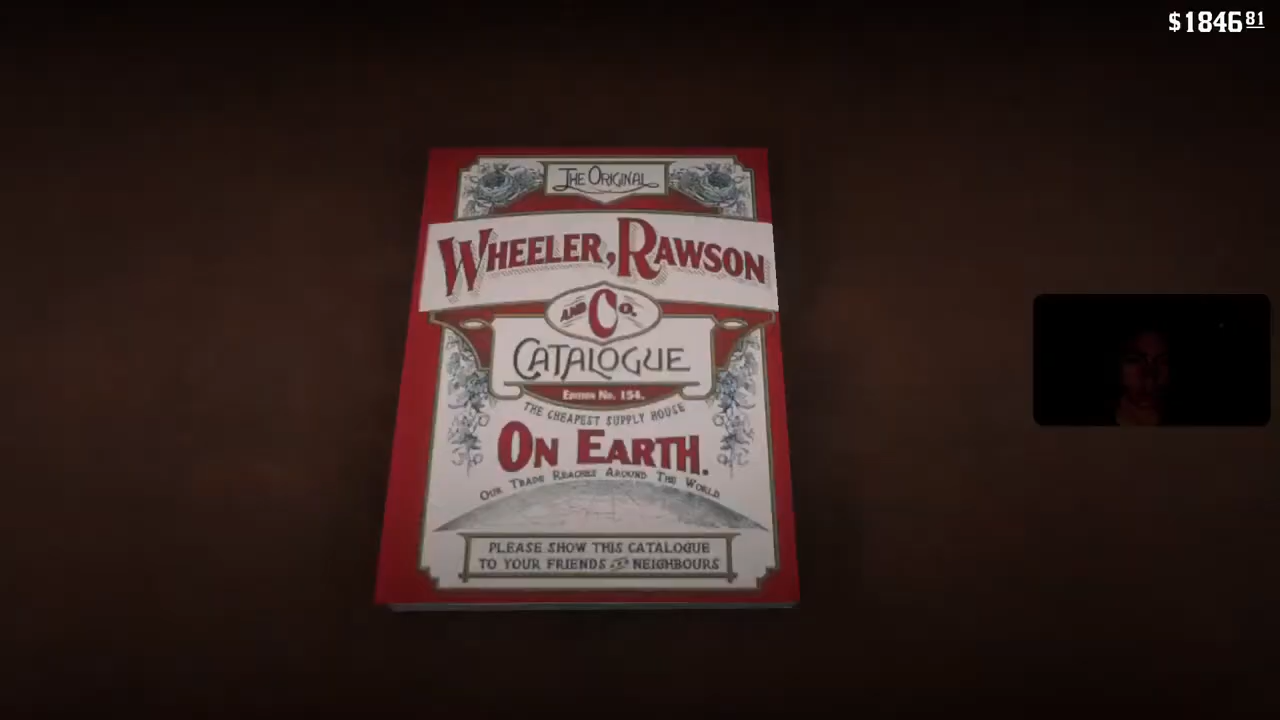 $1846 81
The Original
Wheeler, Rawson
and Co.
Catalogue
Edition No. 154.
The Cheapest Supply House
On Earth.
Our Trade Reaches Around The World
PLEASE SHOW THIS CATALOGUE
TO YOUR FRIENDS & NEIGHBOURS